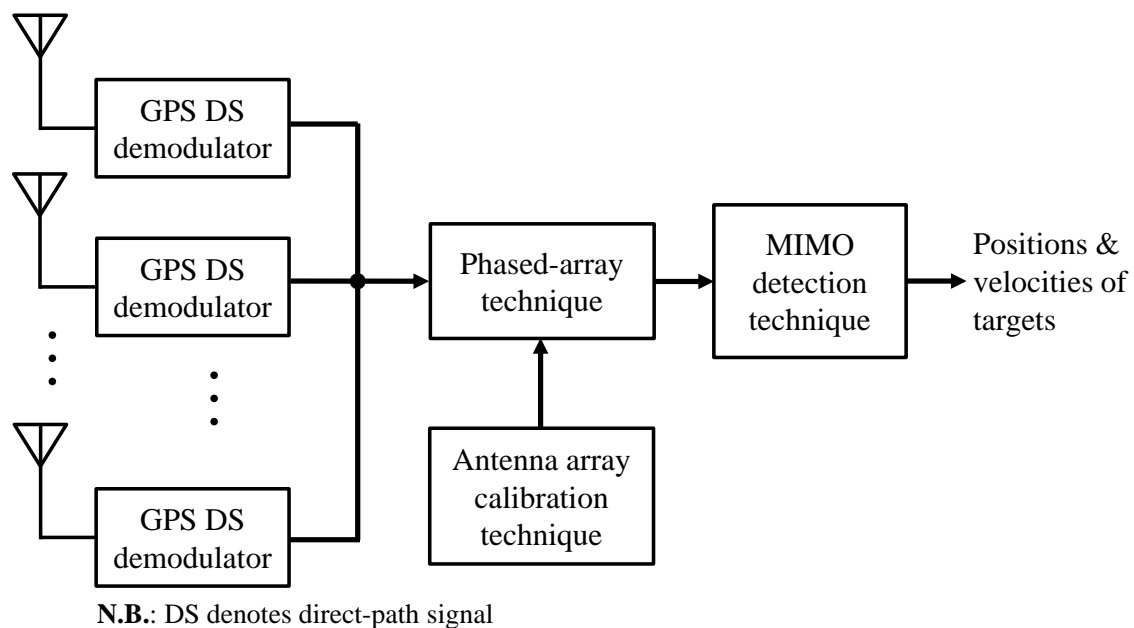 GPS DS
demodulator
GPS DS
demodulator
Phased-array
technique
MIMO
detection
technique
Positions &
velocities of
targets
Antenna array
calibration
technique
GPS DS
demodulator
N.B.: DS denotes direct-path signal